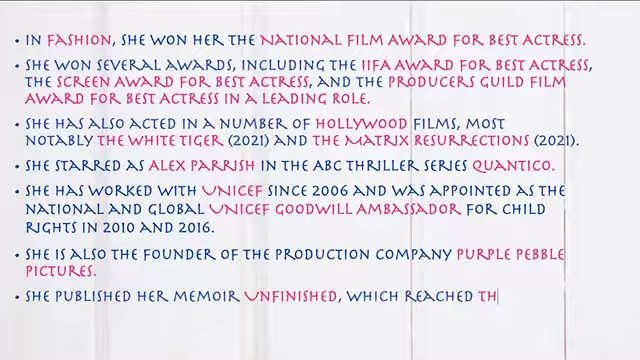 • IN FASHION, SHE WON HER THE NATIONAL FILM AWARD FOR BEST ACTRESS.
• SHE WON SEVERAL AWARDS, INCLUDING THE IIFA AWARD FOR BEST ACTRESS,
THE SCREEN AWARD FOR BEST ACTRESS, AND THE PRODUCERS GUILD FILM
AWARD FOR BEST ACTRESS IN A LEADING ROLE.
• SHE HAS ALSO ACTED IN A NUMBER OF HOLLYWOOD FILMS, MOST
NOTABLY THE WHITE TIGER (2021) AND THE MATRIX RESURRECTIONS (2021).
• SHE STARRED AS ALEX PARRISH IN THE ABC THRILLER SERIES QUANTICO.
• SHE HAS WORKED WITH UNICEF SINCE 2006 AND WAS APPOINTED AS THE
NATIONAL AND GLOBAL UNICEF GOODWILL AMBASSADOR FOR CHILD
RIGHTS IN 2010 AND 2016.
• SHE IS ALSO THE FOUNDER OF THE PRODUCTION COMPANY PURPLE PEBBLE
PICTURES.
• SHE PUBLISHED HER MEMOIR UNFINISHED, WHICH REACHED TH